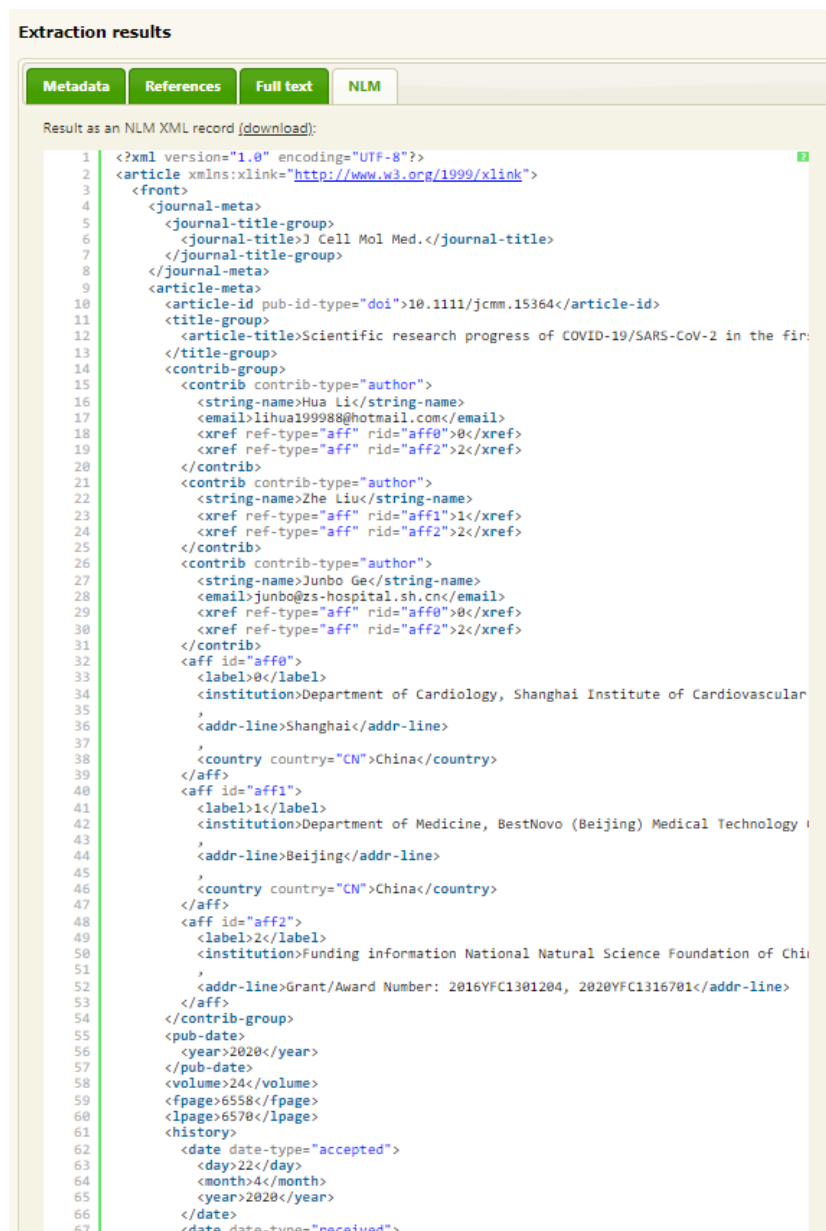 Extraction results
Metadata References Full text NLM
Result as an NLM XML record (download):
1 <?xml version="1.0" encoding="UTF-8"?> ?
2 <article xmlns:xlink="http://www.w3.org/1999/xlink">
3 <front>
4 <journal-meta>
5 <journal-title-group>
6 <journal-title>J Cell Mol Med.</journal-title>
7 </journal-title-group>
8 </journal-meta>
9 <article-meta>
10 <article-id pub-id-type="doi">10.1111/jcmm.15364</article-id>
11 <title-group>
12 <article-title>Scientific research progress of COVID-19/SARS-CoV-2 in the fir
13 </title-group>
14 <contrib-group>
15 <contrib contrib-type="author">
16 <string-name>Hua Li</string-name>
17 <email>lihua199988@hotmail.com</email>
18 <xref ref-type="aff" rid="aff0">0</xref>
19 <xref ref-type="aff" rid="aff2">2</xref>
20 </contrib>
21 <contrib contrib-type="author">
22 <string-name>Zhe Liu</string-name>
23 <xref ref-type="aff" rid="aff1">1</xref>
24 <xref ref-type="aff" rid="aff2">2</xref>
25 </contrib>
26 <contrib contrib-type="author">
27 <string-name>Junbo Ge</string-name>
28 <email>junbo@zs-hospital.sh.cn</email>
29 <xref ref-type="aff" rid="aff0">0</xref>
30 <xref ref-type="aff" rid="aff2">2</xref>
31 </contrib>
32 <aff id="aff0">
33 <label>0</label>
34 <institution>Department of Cardiology, Shanghai Institute of Cardiovascular
35 ,
36 <addr-line>Shanghai</addr-line>
37 ,
38 <country country="CN">China</country>
39 </aff>
40 <aff id="aff1">
41 <label>1</label>
42 <institution>Department of Medicine, BestNovo (Beijing) Medical Technology
43 ,
44 <addr-line>Beijing</addr-line>
45 ,
46 <country country="CN">China</country>
47 </aff>
48 <aff id="aff2">
49 <label>2</label>
50 <institution>Funding information National Natural Science Foundation of Chi
51 ,
52 <addr-line>Grant/Award Number: 2016YFC1301204, 2020YFC1316701</addr-line>
53 </aff>
54 </contrib-group>
55 <pub-date>
56 <year>2020</year>
57 </pub-date>
58 <volume>24</volume>
59 <fpage>6558</fpage>
60 <lpage>6570</lpage>
61 <history>
62 <date date-type="accepted">
63 <day>22</day>
64 <month>4</month>
65 <year>2020</year>
66 </date>
67 <date date-type="received">